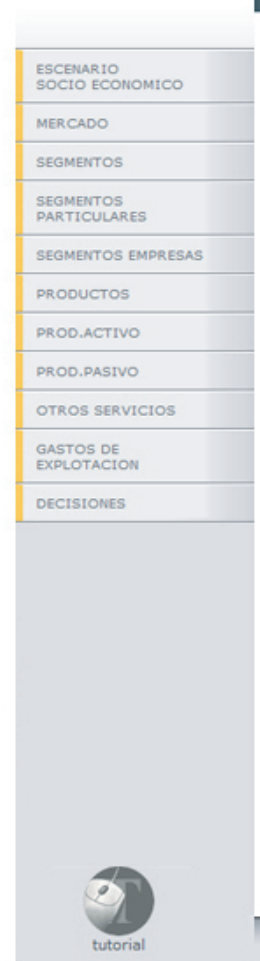 ESCENARIO
SOCIO ECONOMICO
MERCADO
SEGMENTOS
SEGMENTOS
PARTICULARES
SEGMENTOS EMPRESAS
PRODUCTOS
PROD.ACTIVO
PROD.PASIVO
OTROS SERVICIOS
GASTOS DE
EXPLOTACION
DECISIONES
T
tutorial